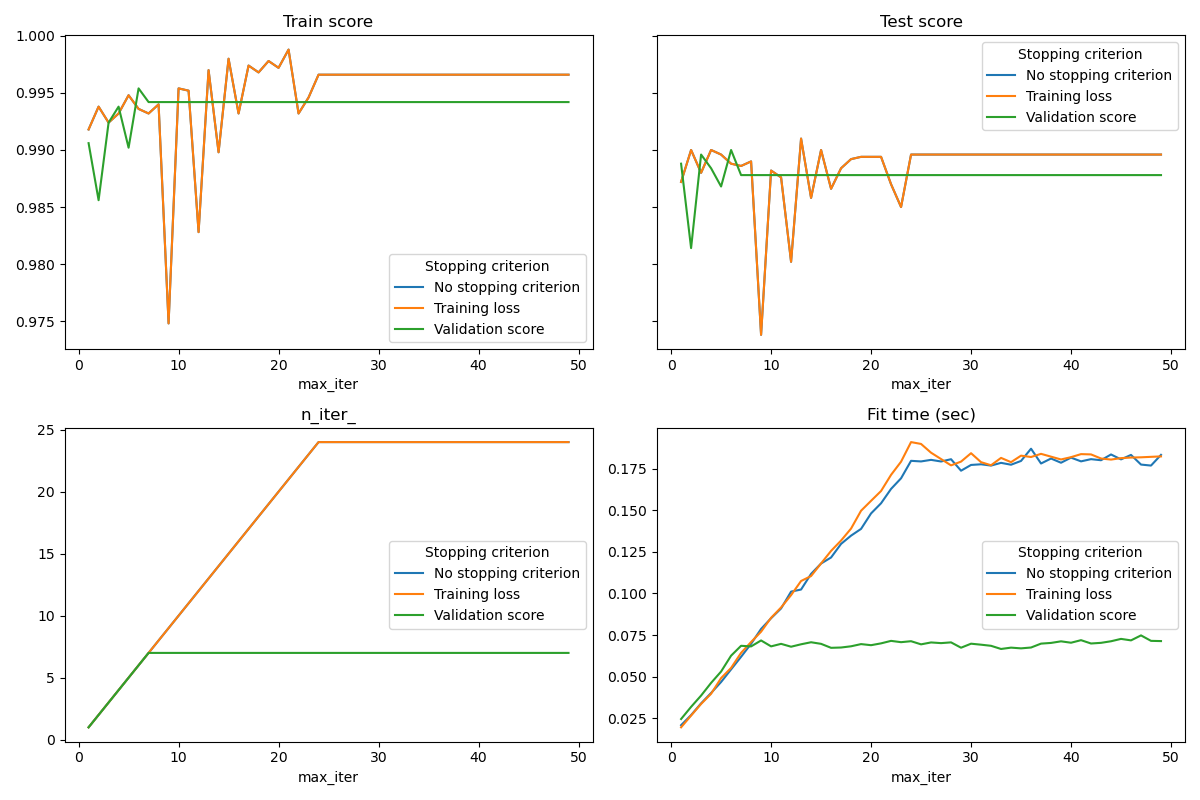 Train score
1.000
0.995
0.990
0.985
0.980
0.975
0
10
20
30
40
50
max_iter
Stopping criterion
No stopping criterion
Training loss
Validation score
Test score
Stopping criterion
No stopping criterion
Training loss
Validation score
0
10
20
30
40
50
max_iter
n_iter_
25
20
15
10
5
0
Stopping criterion
No stopping criterion
Training loss
Validation score
0
10
20
30
40
50
max_iter
Fit time (sec)
0.175
0.150
0.125
0.100
0.075
0.050
0.025
Stopping criterion
No stopping criterion
Training loss
Validation score
0
10
20
30
40
50
max_iter